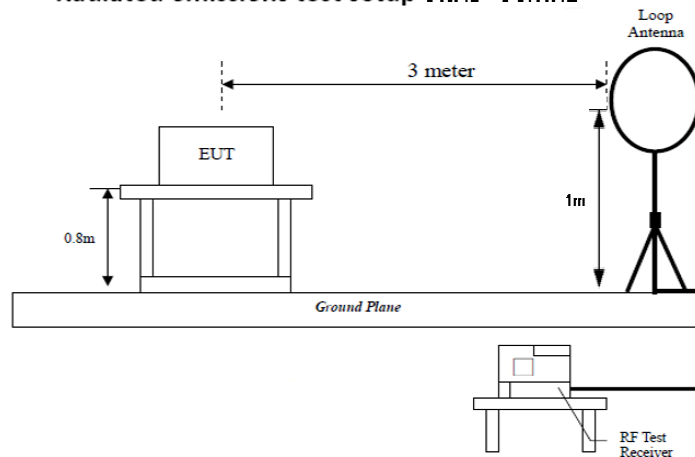 Loop
Antenna
3 meter
EUT
1m
0.8m
Ground Plane
RF Test
Receiver